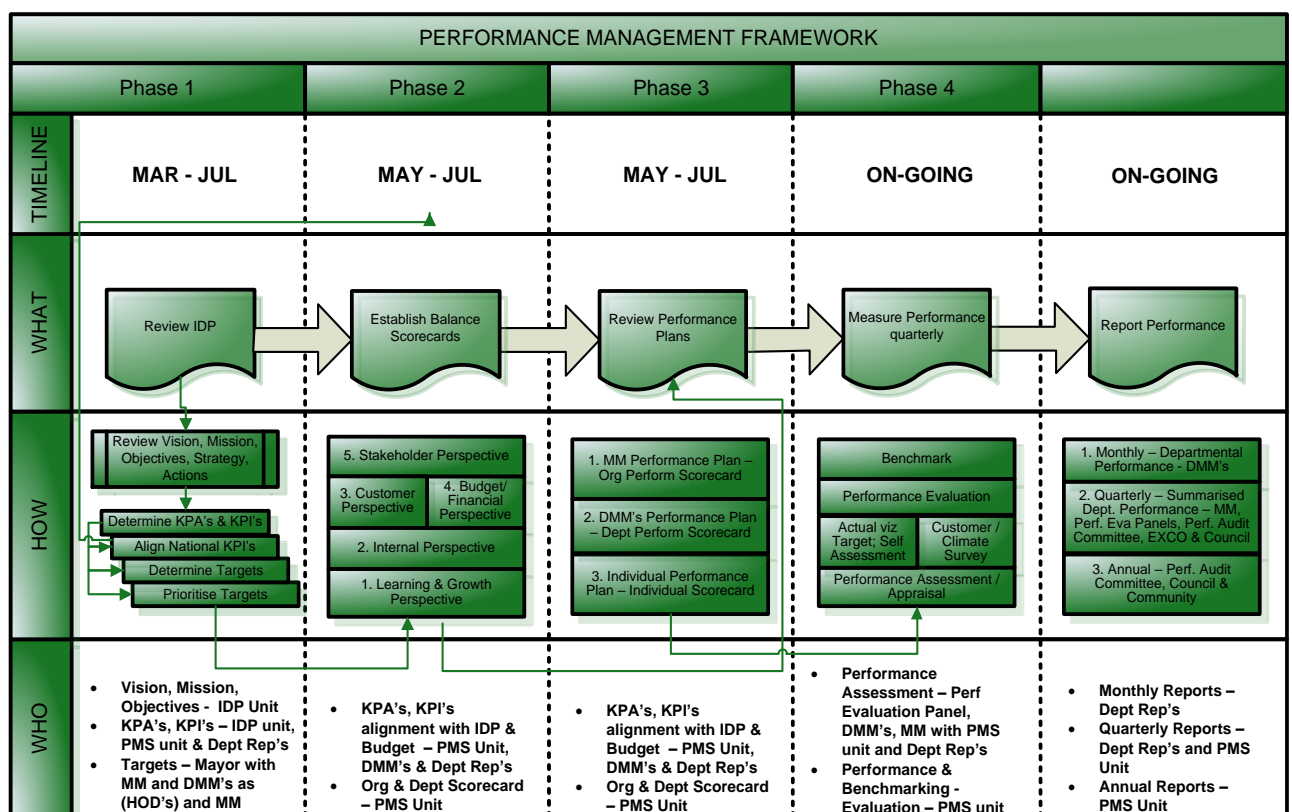 PERFORMANCE MANAGEMENT FRAMEWORK
Phase 1
Phase 2
Phase 3
Phase 4
TIMELINE
MAR - JUL
MAY - JUL
MAY - JUL
ON-GOING
ON-GOING
WHAT
Review IDP
Establish Balance
Scorecards
Review Performance
Plans
Measure Performance
quarterly
Report Performance
HOW
Review Vision, Mission,
Objectives, Strategy,
Actions
Determine KPA's & KPI's
Align National KPI's
Determine Targets
Prioritise Targets
5. Stakeholder Perspective
3. Customer
Perspective
4. Budget/
Financial
Perspective
2. Internal Perspective
1. Learning & Growth
Perspective
1. MM Performance Plan –
Org Perform Scorecard
2. DMM's Performance Plan
– Dept Perform Scorecard
3. Individual Performance
Plan – Individual Scorecard
Benchmark
Performance Evaluation
Actual viz
Target; Self
Assessment
Customer /
Climate
Survey
Performance Assessment /
Appraisal
1. Monthly – Departmental
Performance - DMM's
2. Quarterly – Summarised
Dept. Performance – MM,
Perf. Eva Panels, Perf. Audit
Committee, EXCO & Council
3. Annual – Perf. Audit
Committee, Council &
Community
WHO
• Vision, Mission,
Objectives - IDP Unit
• KPA's, KPI's – IDP unit,
PMS unit & Dept Rep's
• Targets – Mayor with
MM and DMM's as
(HOD's) and MM
• KPA's, KPI's
alignment with IDP &
Budget – PMS Unit,
DMM's & Dept Rep's
• Org & Dept Scorecard
– PMS Unit
• KPA's, KPI's
alignment with IDP &
Budget – PMS Unit,
DMM's & Dept Rep's
• Org & Dept Scorecard
– PMS Unit
• Performance
Assessment – Perf
Evaluation Panel,
DMM's, MM with PMS
unit and Dept Rep's
• Performance &
Benchmarking -
Evaluation – PMS unit
• Monthly Reports –
Dept Rep's
• Quarterly Reports –
Dept Rep's and PMS
Unit
• Annual Reports –
PMS Unit